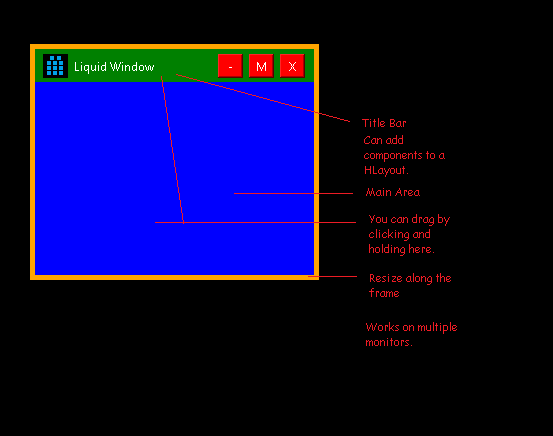 Liquid Window
- M X
Title Bar
Can add
components to a
HLayout.
Main Area
You can drag by
clicking and
holding here.
Resize along the
frame
Works on multiple
monitors.